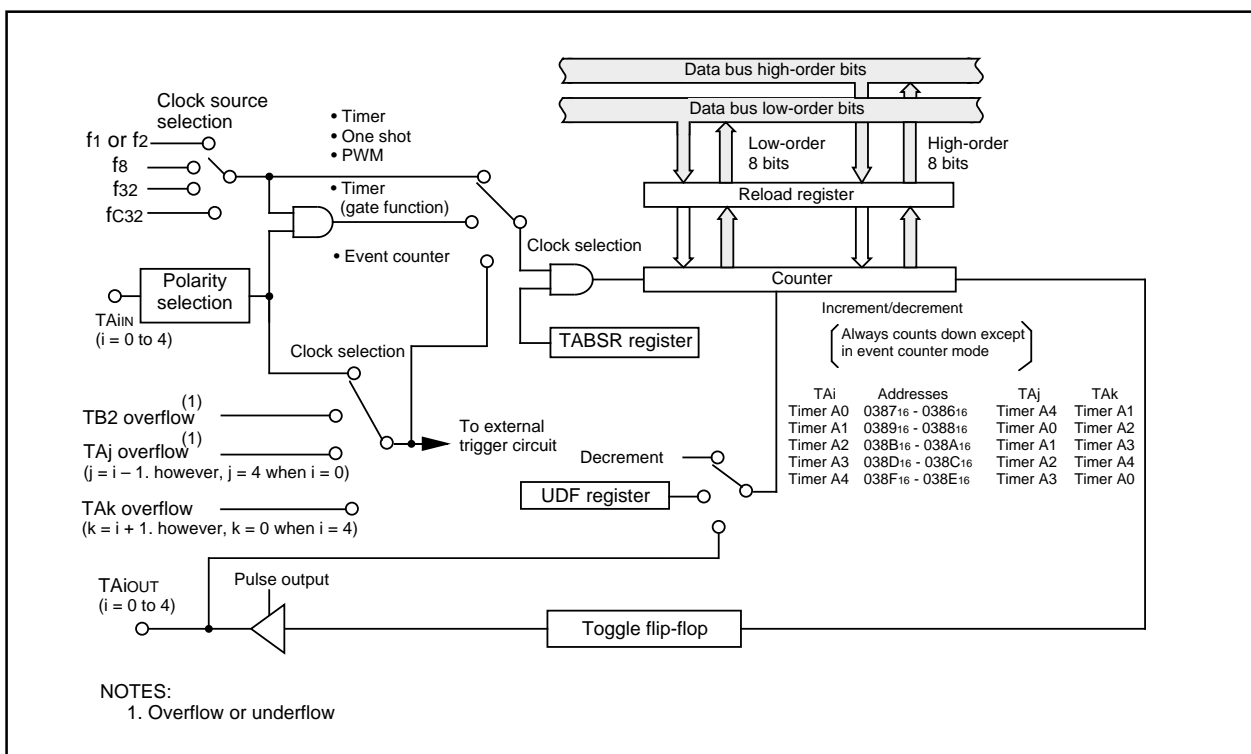 Data bus high-order bits
Data bus low-order bits
Clock source
selection
f1 or f2
f8
f32
fC32
• Timer
• One shot
• PWM
• Timer
(gate function)
• Event counter
Low-order
8 bits
High-order
8 bits
Reload register
Clock selection
Counter
Polarity
selection
TAiIN
(i = 0 to 4)
Increment/decrement
Always counts down except
in event counter mode
TABSR register
Clock selection
TB2 overflow(1)
TAj overflow(1)
(j = i – 1. however, j = 4 when i = 0)
TAk overflow
(k = i + 1. however, k = 0 when i = 4)
To external
trigger circuit
Decrement
UDF register
TAi Addresses TAj TAk
Timer A0 038716 - 038616 Timer A4 Timer A1
Timer A1 038916 - 038816 Timer A0 Timer A2
Timer A2 038B16 - 038A16 Timer A1 Timer A3
Timer A3 038D16 - 038C16 Timer A2 Timer A4
Timer A4 038F16 - 038E16 Timer A3 Timer A0
TAiOUT
(i = 0 to 4)
Pulse output
Toggle flip-flop
NOTES:
1. Overflow or underflow